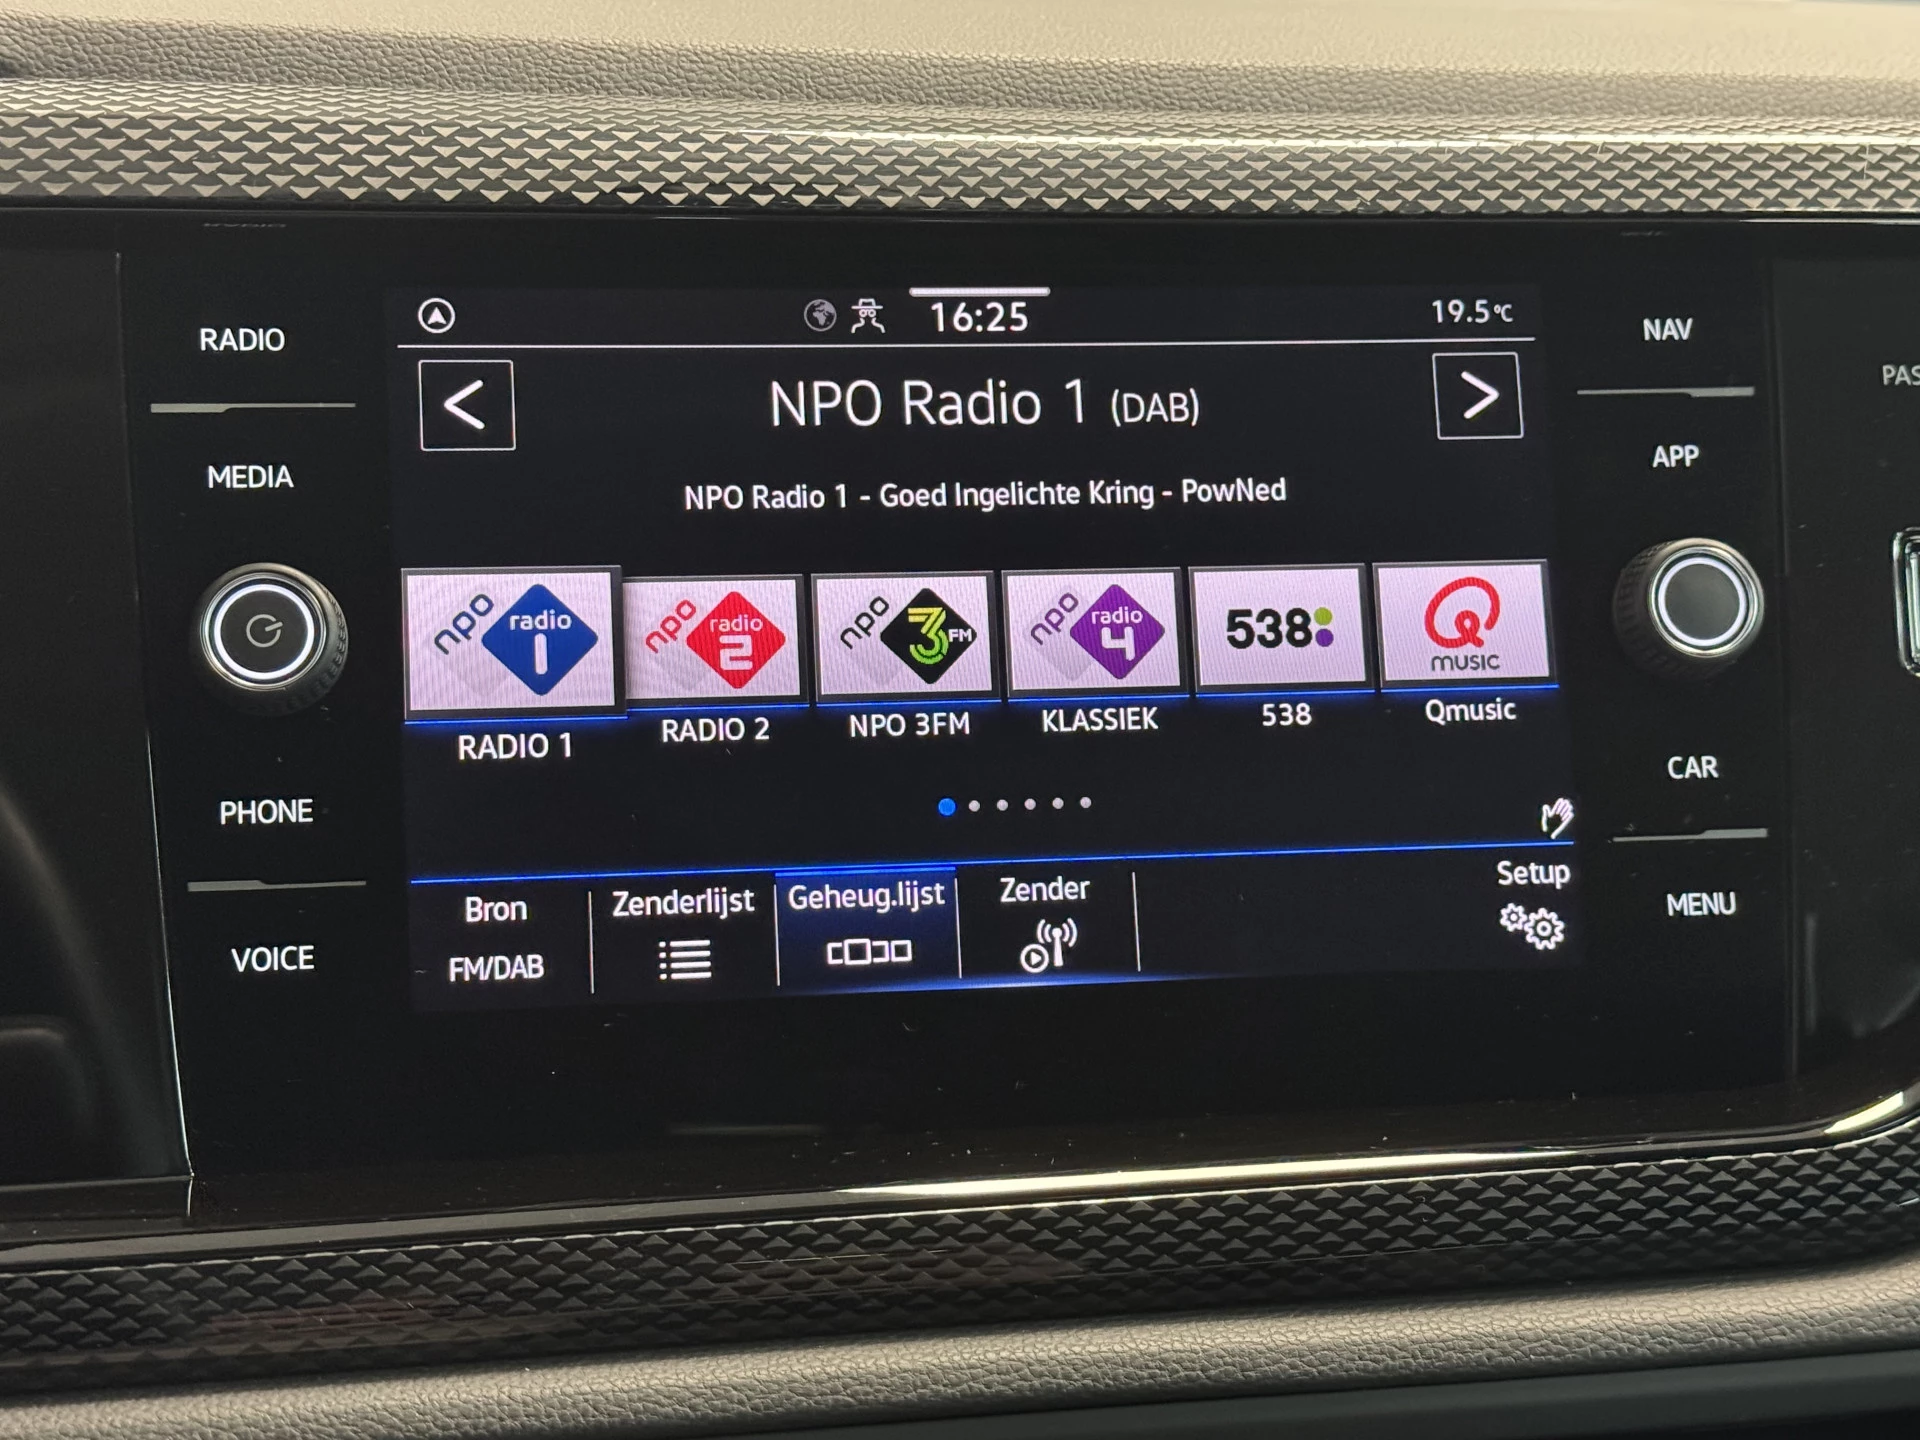 RADIO
MEDIA
PHONE
VOICE
16:25
19.5°C
<
NPO Radio 1 (DAB)
>
NPO Radio 1 - Goed Ingelichte Kring - PowNed
npo radio 1
npo radio 2
npo 3FM
npo radio 4
538
Q MUSIC
RADIO 1
RADIO 2
NPO 3FM
KLASSIEK
538
Qmusic
Bron
FM/DAB
Zenderlijst
Geheug.lijst
Zender
Setup
NAV
APP
CAR
MENU
PAS